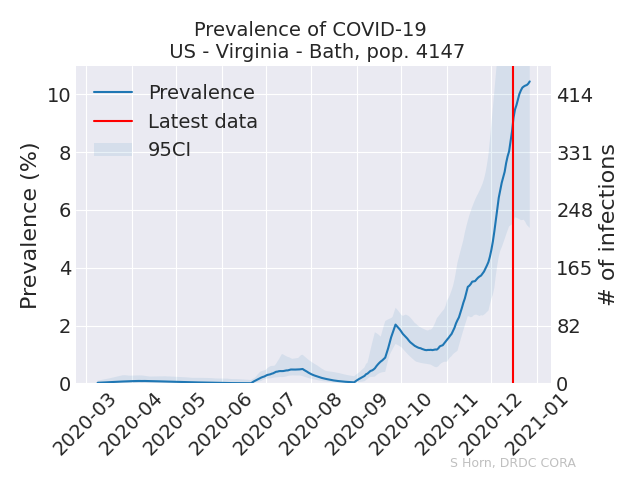 Prevalence of COVID-19
US - Virginia - Bath, pop. 4147
Prevalence
Latest data
95CI
Prevalence (%)
10
8
6
4
2
0
414
331
248
165
82
0
# of infections
2020-03
2020-04
2020-05
2020-06
2020-07
2020-08
2020-09
2020-10
2020-11
2020-12
2021-01
S Horn, DRDC CORA